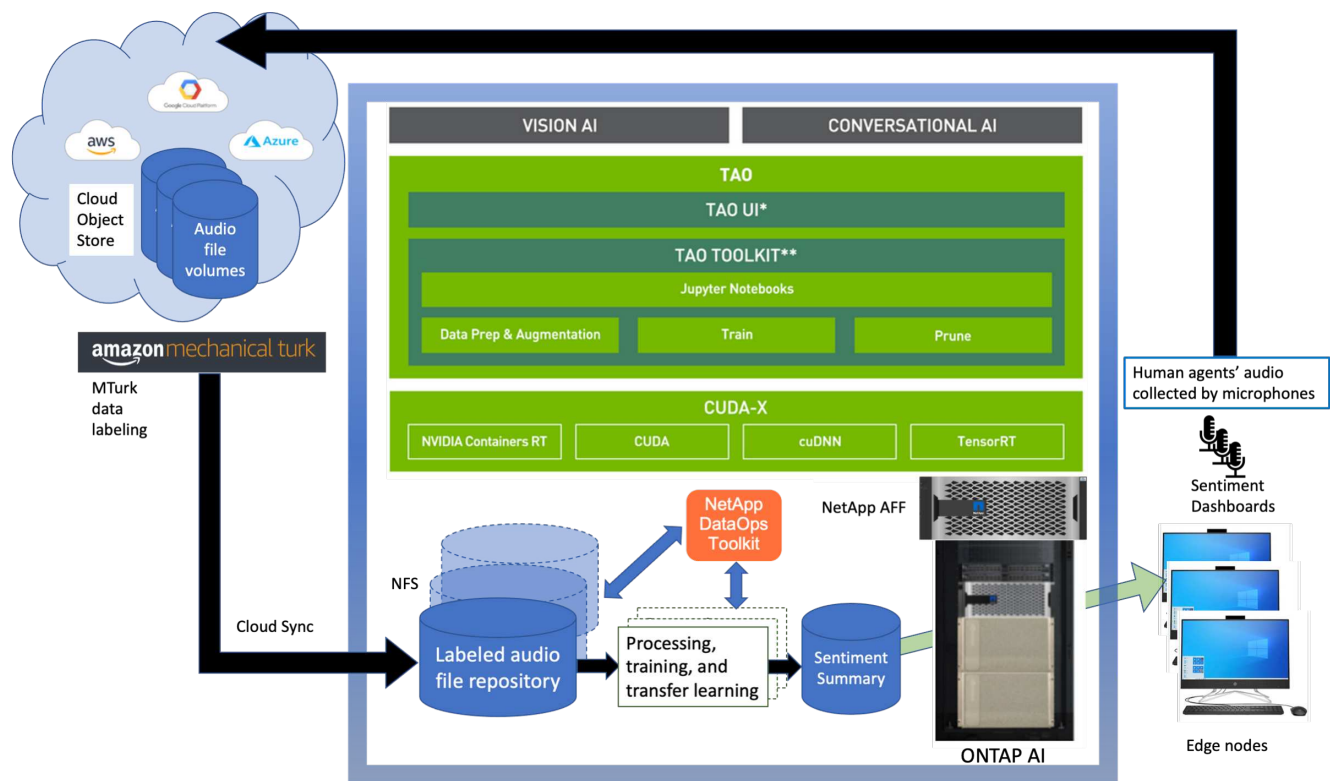 Google Cloud Platform
aws
Azure
Cloud
Object
Store
Audio
file
volumes
amazon mechanical turk
MTurk
data
labeling
Cloud Sync
VISION AI
CONVERSATIONAL AI
TAO
TAO UI*
TAO TOOLKIT**
Jupyter Notebooks
Data Prep & Augmentation
Train
Prune
CUDA-X
NVIDIA Containers RT
CUDA
cuDNN
TensorRT
NetApp
DataOps
Toolkit
NetApp AFF
NFS
Labeled audio
file repository
Processing,
training, and
transfer learning
Sentiment
Summary
ONTAP AI
Human agents’ audio
collected by microphones
Sentiment
Dashboards
Edge nodes